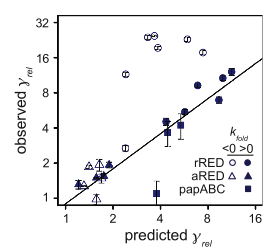 32
16
8
4
2
1
observed γrel
1 2 4 8 16
predicted γrel
kfold
<0 >0
rRED
aRED
papABC